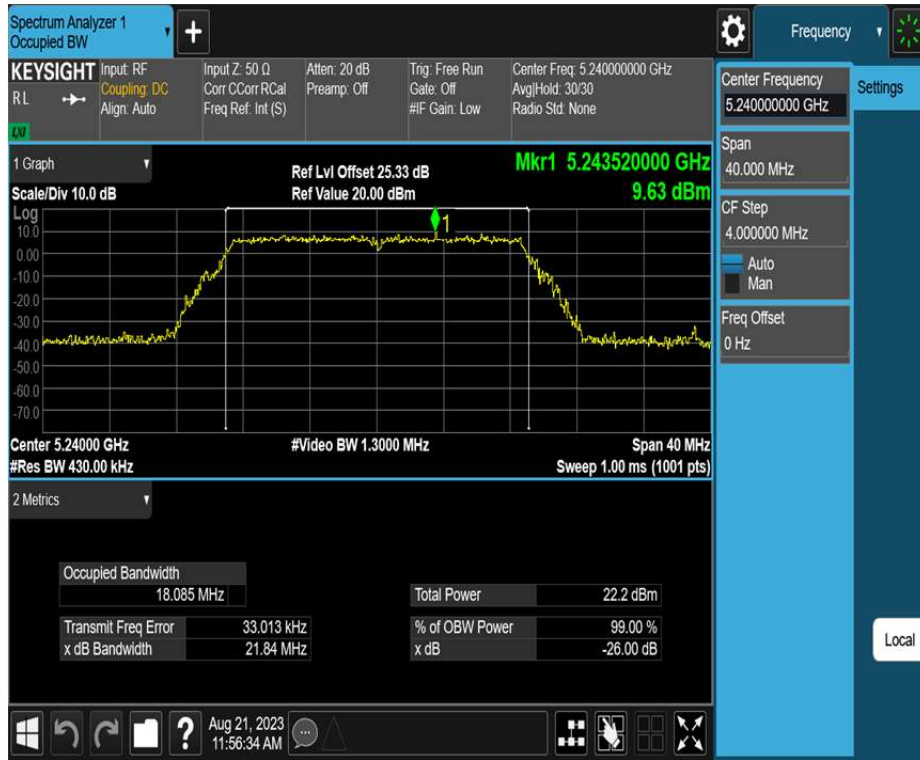 Spectrum Analyzer 1
Occupied BW
+
Frequency
KEYSIGHT
R L
LXI
Input: RF
Coupling: DC
Align: Auto
Input Z: 50 Ω
Corr CCorr RCal
Freq Ref: Int (S)
Atten: 20 dB
Preamp: Off
Trig: Free Run
Gate: Off
#IF Gain: Low
Center Freq: 5.240000000 GHz
Avg|Hold: 30/30
Radio Std: None
Center Frequency
5.240000000 GHz
Settings
Span
40.000 MHz
CF Step
4.000000 MHz
Auto
Man
Freq Offset
0 Hz
Local
1 Graph
Scale/Div 10.0 dB
Ref Lvl Offset 25.33 dB
Ref Value 20.00 dBm
Mkr1 5.243520000 GHz
9.63 dBm
Log
10.0
0.00
-10.0
-20.0
-30.0
-40.0
-50.0
-60.0
-70.0
1
Center 5.24000 GHz
#Video BW 1.3000 MHz
Span 40 MHz
#Res BW 430.00 kHz
Sweep 1.00 ms (1001 pts)
2 Metrics
Occupied Bandwidth
18.085 MHz
Total Power 22.2 dBm
Transmit Freq Error 33.013 kHz
% of OBW Power 99.00 %
x dB Bandwidth 21.84 MHz
x dB -26.00 dB
?
Aug 21, 2023
11:56:34 AM